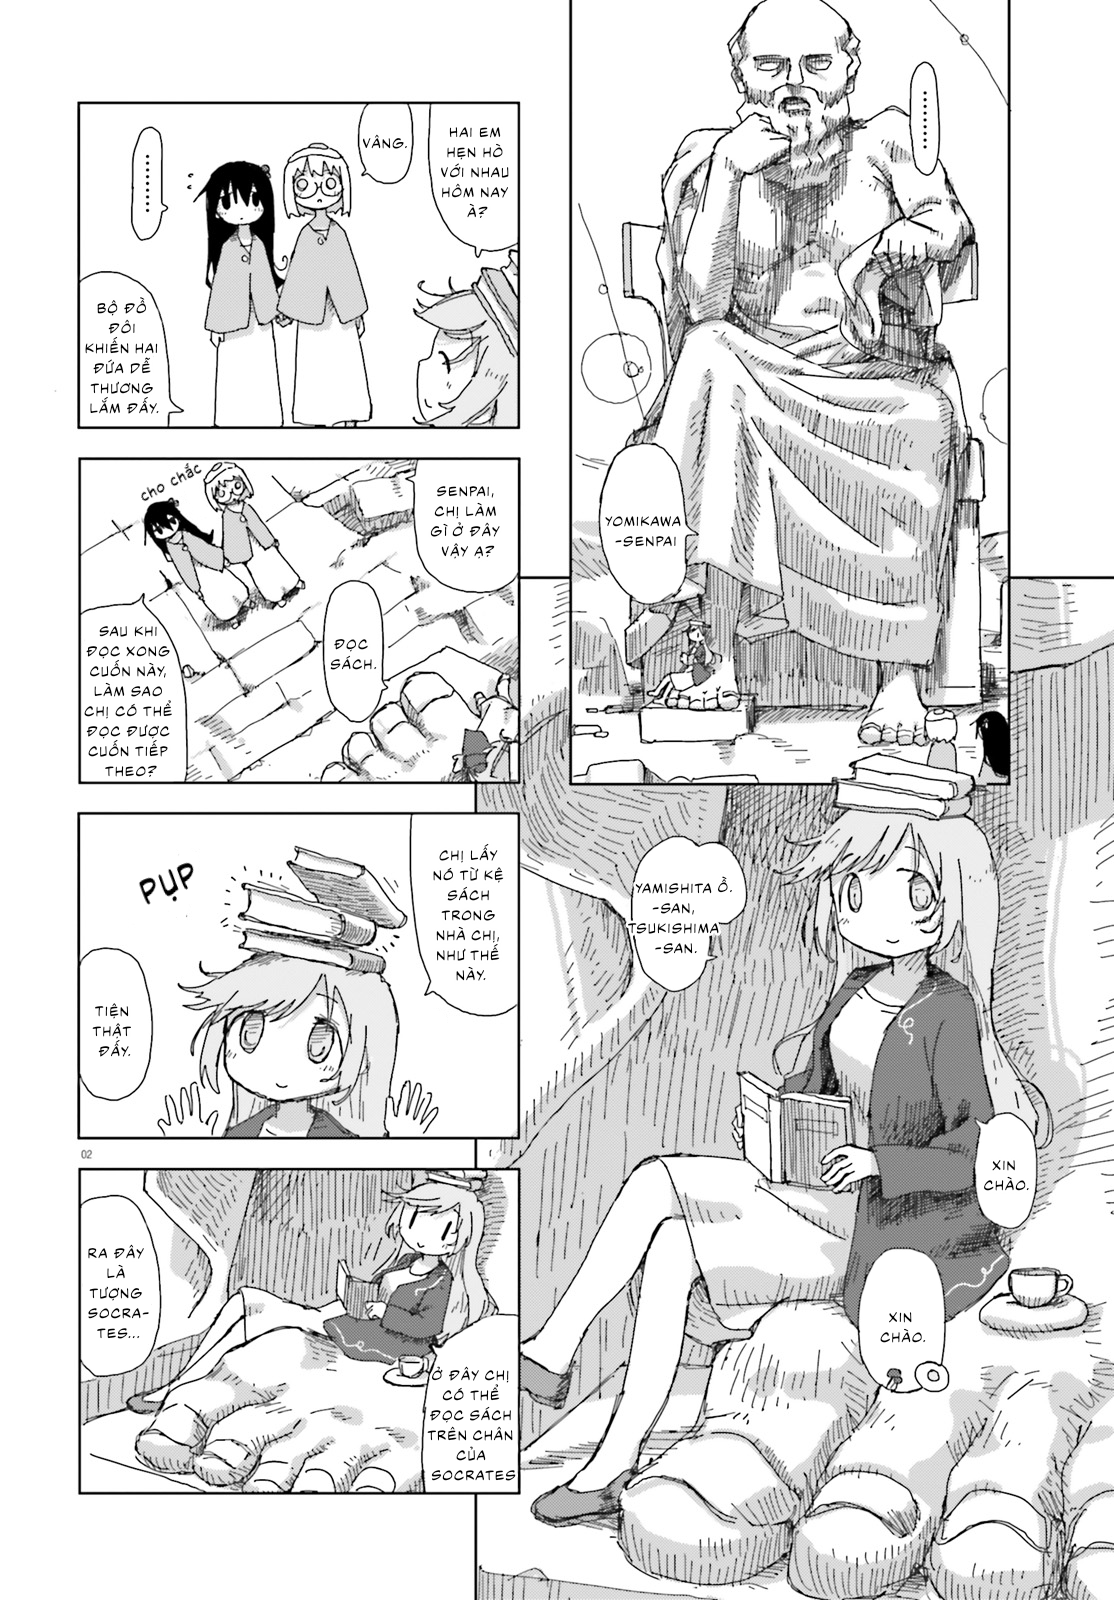 .......
YOMIKAWA
-SENPAI
YAMISHITA Ồ.
-SAN,
TSUKISHIMA
-SAN.
XIN
CHÀO.
XIN
CHÀO.
HAI EM
HẸN HÒ
VỚI NHAU
HÔM NAY
À?
VÂNG.
.......
BỘ ĐỒ
ĐÔI
KHIẾN HAI
ĐỨA DỄ
THƯƠNG
LẮM ĐẤY.
cho chắc
SENPAI,
CHỊ LÀM
GÌ Ở ĐÂY
VẬY Ạ?
ĐỌC
SÁCH.
SAU KHI
ĐỌC XONG
CUỐN NÀY,
LÀM SAO
CHỊ CÓ THỂ
ĐỌC ĐƯỢC
CUỐN TIẾP
THEO?
CHỊ LẤY
NÓ TỪ KỆ
SÁCH
TRONG
NHÀ CHỊ,
NHƯ THẾ
NÀY.
PỤP
TIỆN
THẬT
ĐẤY.
02
RA ĐÂY
LÀ
TƯỢNG
SOCRA-
TES...
Ở ĐÂY CHỊ
CÓ THỂ
ĐỌC SÁCH
TRÊN CHÂN
CỦA
SOCRATES